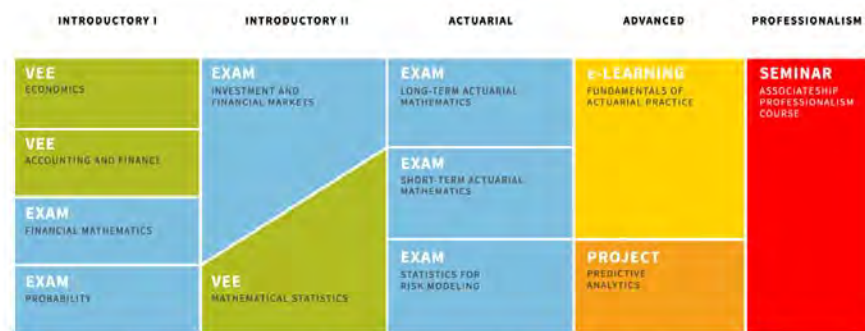 INTRODUCTORY I
INTRODUCTORY II
ACTUARIAL
ADVANCED
PROFESSIONALISM
VEE
ECONOMICS
VEE
ACCOUNTING AND FINANCE
EXAM
FINANCIAL MATHEMATICS
EXAM
PROBABILITY
EXAM
INVESTMENT AND
FINANCIAL MARKETS
VEE
MATHEMATICAL STATISTICS
EXAM
LONG-TERM ACTUARIAL
MATHEMATICS
EXAM
SHORT-TERM ACTUARIAL
MATHEMATICS
EXAM
STATISTICS FOR
RISK MODELING
e-LEARNING
FUNDAMENTALS OF
ACTUARIAL PRACTICE
PROJECT
PREDICTIVE
ANALYTICS
SEMINAR
ASSOCIATESHIP
PROFESSIONALISM
COURSE